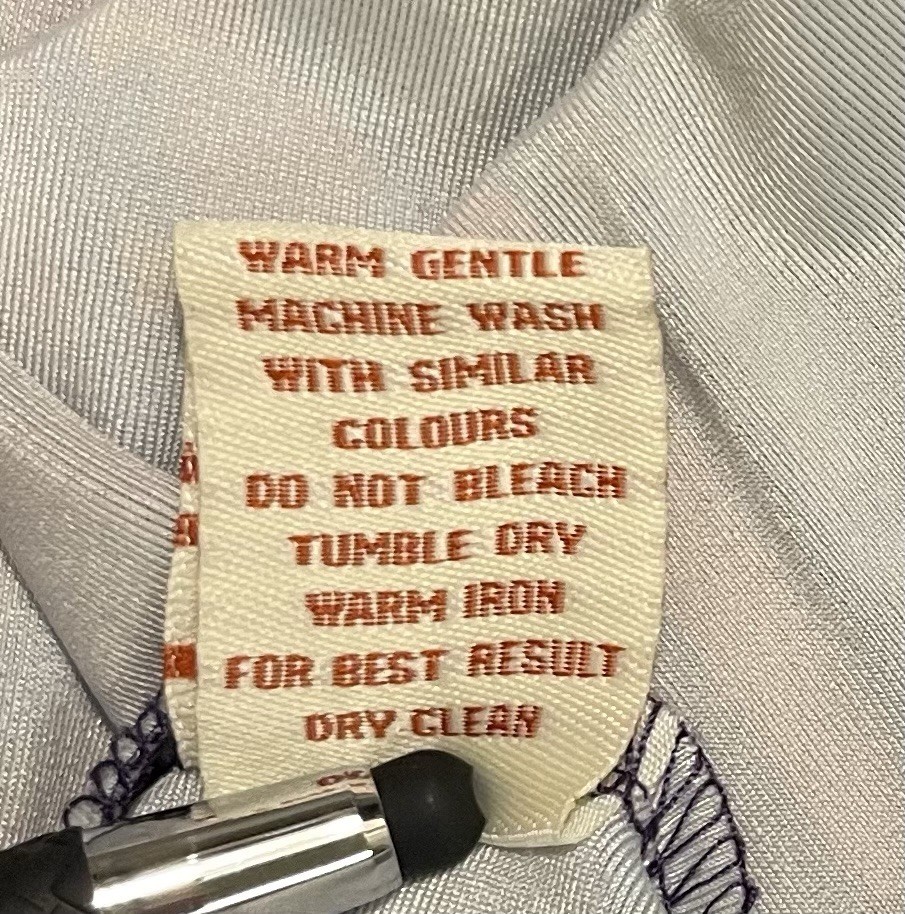 WARM GENTLE
MACHINE WASH
WITH SIMILAR
COLOURS
DO NOT BLEACH
TUMBLE DRY
WARM IRON
FOR BEST RESULT
DRY CLEAN